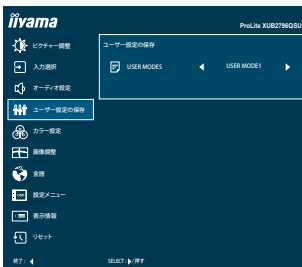 iiyama
ProLite XUB2796QSU
ピクチャー調整
入力選択
オーディオ設定
ユーザー設定の保存
カラー設定
画像調整
言語
設定メニュー
表示情報
リセット
ユーザー設定の保存
USER MODES
USER MODE1
終了 :
SELECT : /押す